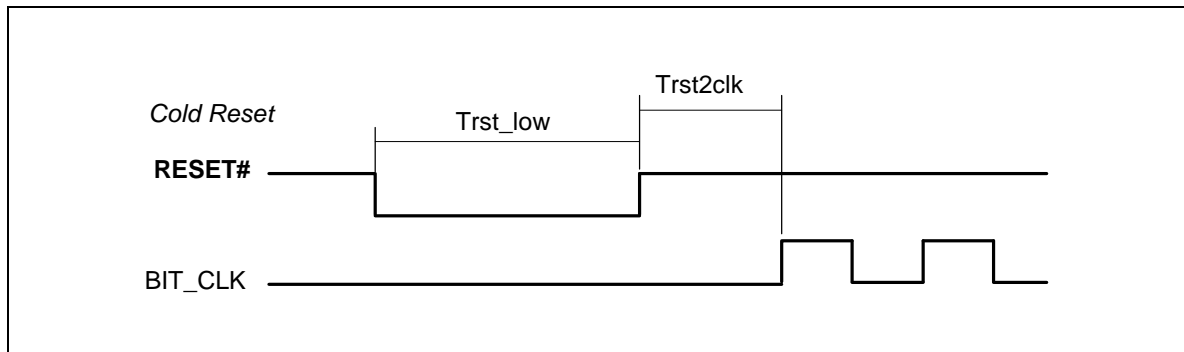 Trst2clk
Cold Reset
Trst_low
RESET#
BIT_CLK